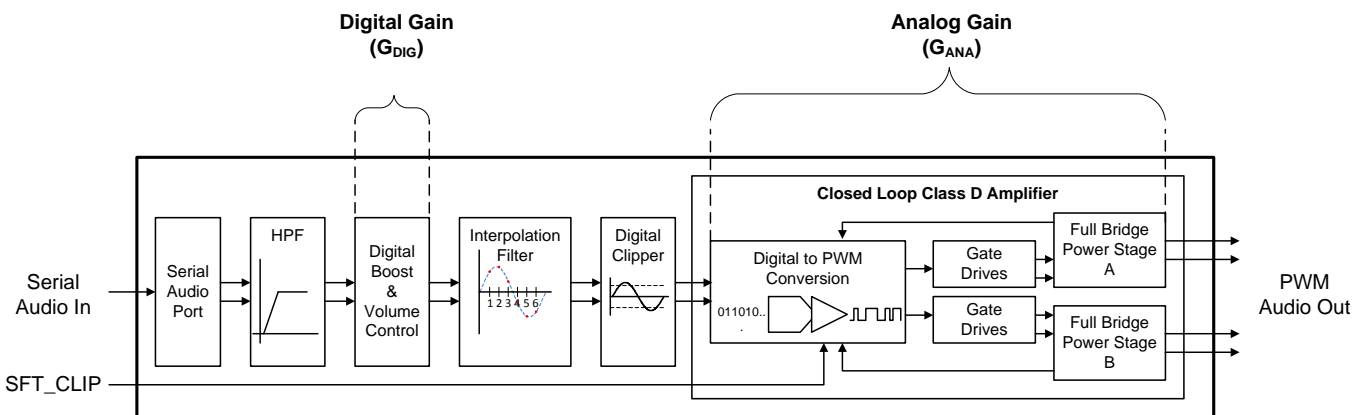 Digital Gain
(GDIG)
Analog Gain
(GANA)
Closed Loop Class D Amplifier
Serial
Audio In
Serial
Audio
Port
HPF
Digital
Boost
&
Volume
Control
Interpolation
Filter
1 2 3 4 5 6
Digital
Clipper
Digital to PWM
Conversion
011010..
.
Gate
Drives
Full Bridge
Power Stage
A
Gate
Drives
Full Bridge
Power Stage
B
PWM
Audio Out
SFT_CLIP